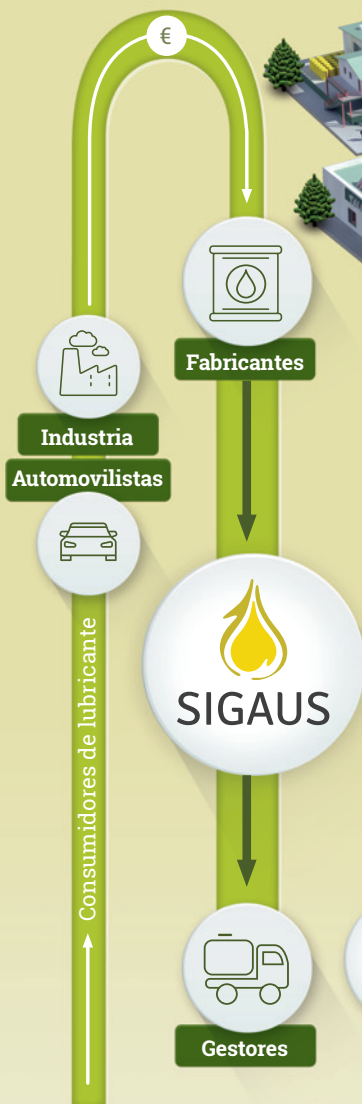 €
Fabricantes
Industria
Automovilistas
Consumidores de lubricante
SIGAUS
Gestores